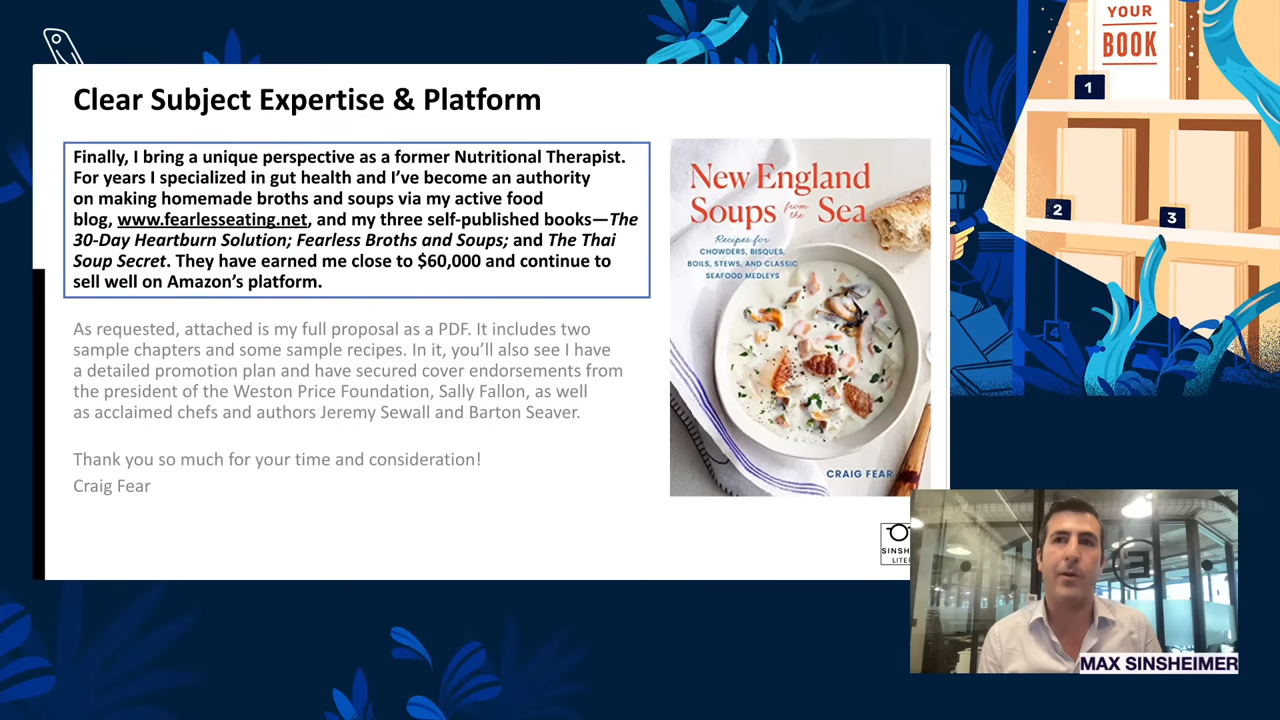 Clear Subject Expertise & Platform
Finally, I bring a unique perspective as a former Nutritional Therapist.
For years I specialized in gut health and I've become an authority
on making homemade broths and soups via my active food
blog, www.fearlesseating.net, and my three self-published books—The
30-Day Heartburn Solution; Fearless Broths and Soups; and The Thai
Soup Secret. They have earned me close to $60,000 and continue to
sell well on Amazon's platform.
As requested, attached is my full proposal as a PDF. It includes two
sample chapters and some sample recipes. In it, you'll also see I have
a detailed promotion plan and have secured cover endorsements from
the president of the Weston Price Foundation, Sally Fallon, as well
as acclaimed chefs and authors Jeremy Sewall and Barton Seaver.
Thank you so much for your time and consideration!
Craig Fear
New England
Soups from the Sea
Recipes for
CHOWDERS, BISQUES,
BOILS, STEWS, AND CLASSIC
SEAFOOD MEDLEYS
CRAIG FEAR
YOUR
BOOK
1
2
3
4
SINSH
LITE
MAX SINSHEIMER